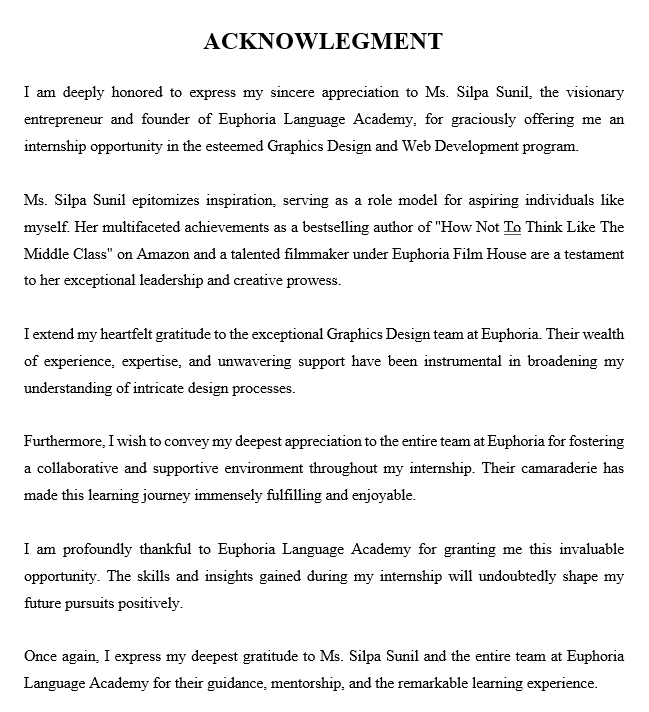 ACKNOWLEGMENT
I am deeply honored to express my sincere appreciation to Ms. Silpa Sunil, the visionary
entrepreneur and founder of Euphoria Language Academy, for graciously offering me an
internship opportunity in the esteemed Graphics Design and Web Development program.
Ms. Silpa Sunil epitomizes inspiration, serving as a role model for aspiring individuals like
myself. Her multifaceted achievements as a bestselling author of "How Not To Think Like The
Middle Class" on Amazon and a talented filmmaker under Euphoria Film House are a testament
to her exceptional leadership and creative prowess.
I extend my heartfelt gratitude to the exceptional Graphics Design team at Euphoria. Their wealth
of experience, expertise, and unwavering support have been instrumental in broadening my
understanding of intricate design processes.
Furthermore, I wish to convey my deepest appreciation to the entire team at Euphoria for fostering
a collaborative and supportive environment throughout my internship. Their camaraderie has
made this learning journey immensely fulfilling and enjoyable.
I am profoundly thankful to Euphoria Language Academy for granting me this invaluable
opportunity. The skills and insights gained during my internship will undoubtedly shape my
future pursuits positively.
Once again, I express my deepest gratitude to Ms. Silpa Sunil and the entire team at Euphoria
Language Academy for their guidance, mentorship, and the remarkable learning experience.